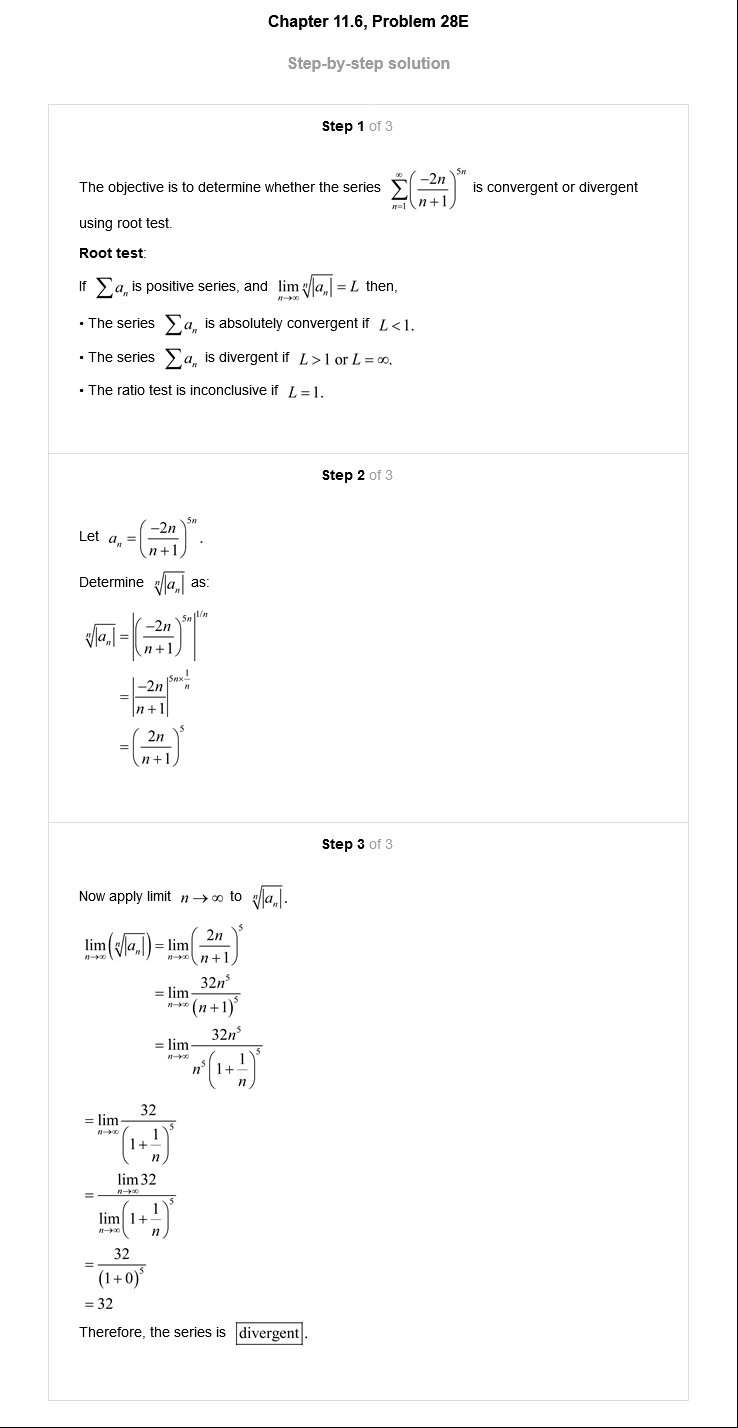 Chapter 11.6, Problem 28E
Step-by-step solution
Step 1 of 3
The objective is to determine whether the series $\sum_{n=1}^{\infty}\left(\frac{-2n}{n+1}\right)^{5n}$ is convergent or divergent
using root test.
Root test:
If $\sum a_n$ is positive series, and $\lim_{n\to\infty}\sqrt[n]{|a_n|}=L$ then,
• The series $\sum a_n$ is absolutely convergent if $L<1$.
• The series $\sum a_n$ is divergent if $L>1$ or $L=\infty$.
• The ratio test is inconclusive if $L=1$.
Step 2 of 3
Let $a_n=\left(\frac{-2n}{n+1}\right)^{5n}$.
Determine $\sqrt[n]{|a_n|}$ as:
$\sqrt[n]{|a_n|}=\left|\left(\frac{-2n}{n+1}\right)^{5n}\right|^{1/n}$
$=\left|\frac{-2n}{n+1}\right|^{5n\times\frac{1}{n}}$
$=\left(\frac{2n}{n+1}\right)^{5}$
Step 3 of 3
Now apply limit $n\to\infty$ to $\sqrt[n]{|a_n|}$.
$\lim_{n\to\infty}\left(\sqrt[n]{|a_n|}\right)=\lim_{n\to\infty}\left(\frac{2n}{n+1}\right)^{5}$
$=\lim_{n\to\infty}\frac{32n^5}{(n+1)^5}$
$=\lim_{n\to\infty}\frac{32n^5}{n^5\left(1+\frac{1}{n}\right)^5}$
$=\lim_{n\to\infty}\frac{32}{\left(1+\frac{1}{n}\right)^5}$
$=\frac{\lim_{n\to\infty}32}{\lim_{n\to\infty}\left(1+\frac{1}{n}\right)^5}$
$=\frac{32}{(1+0)^5}$
$=32$
Therefore, the series is divergent.